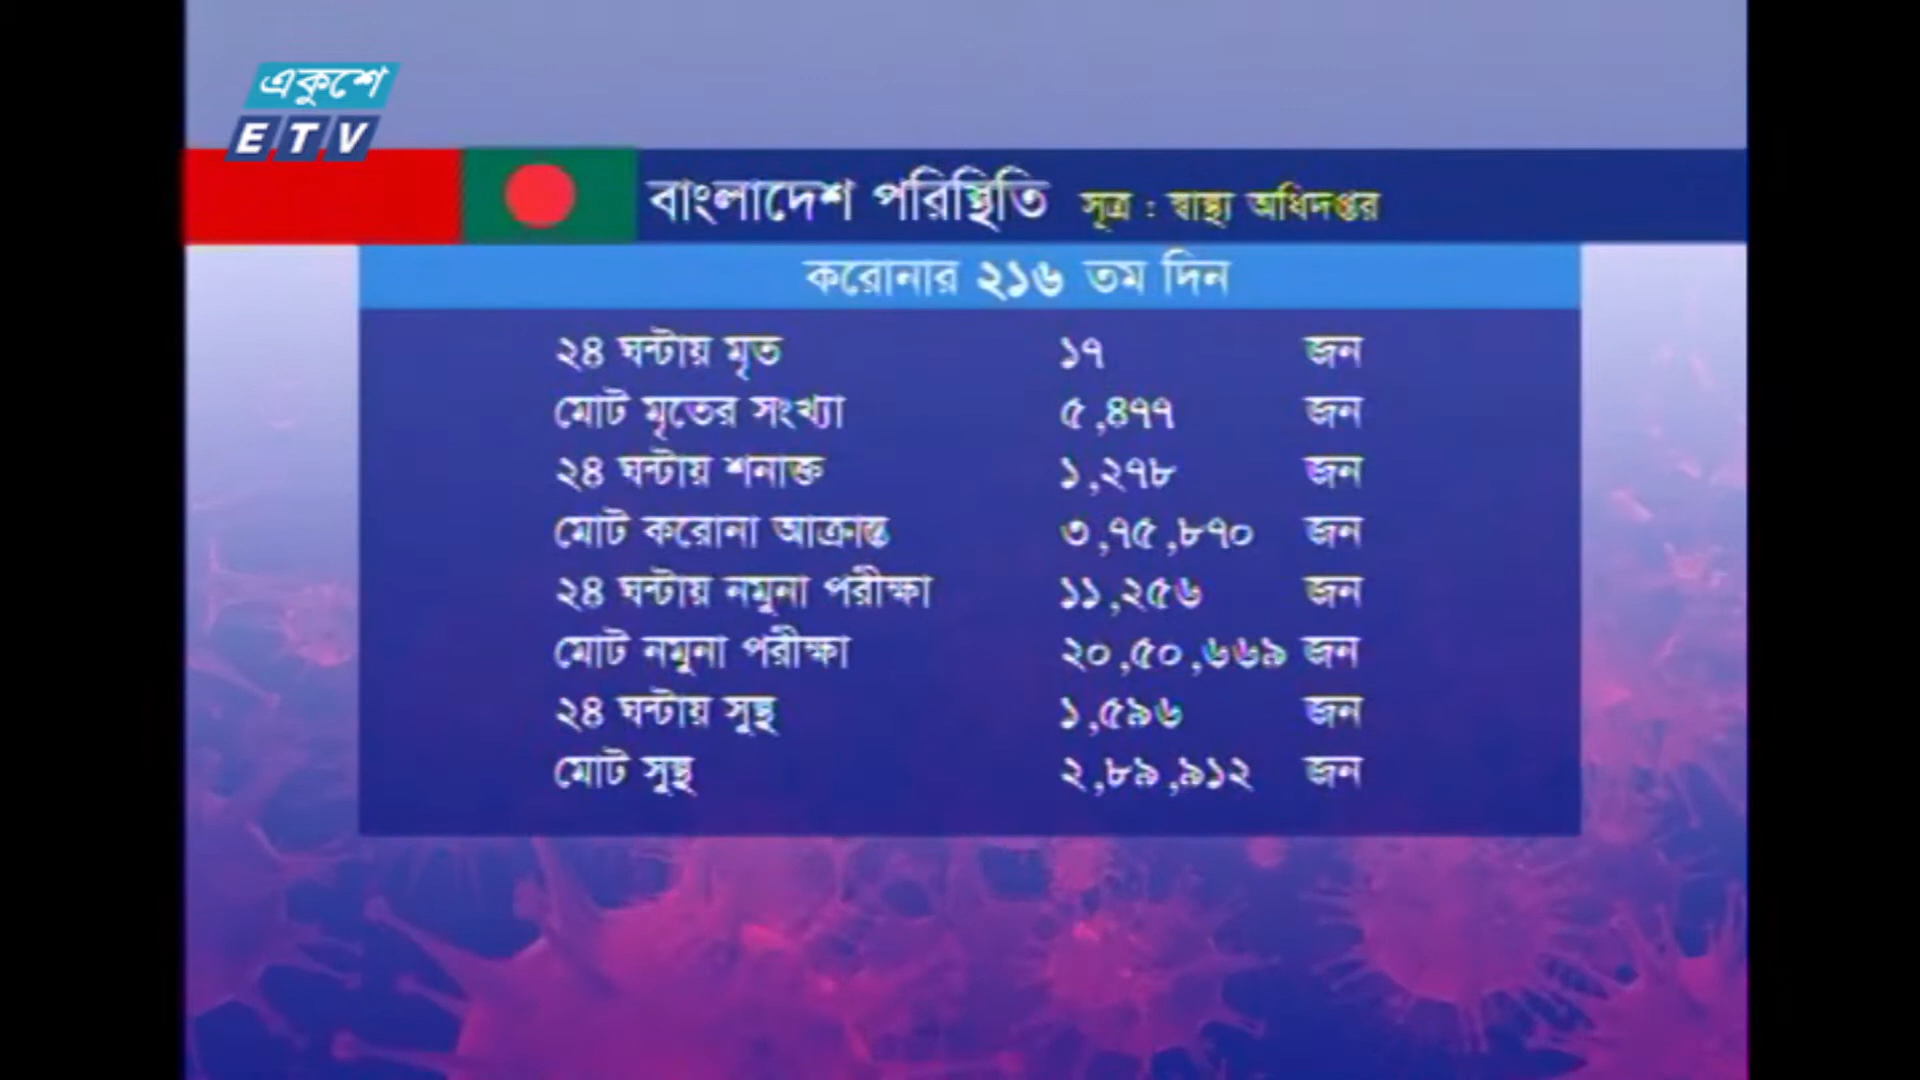 একুশে
ETV
বাংলাদেশ পরিস্থিতি সূত্র : স্বাস্থ্য অধিদপ্তর
করোনার ২১৬ তম দিন
২৪ ঘন্টায় মৃত ১৭ জন
মোট মৃতের সংখ্যা ৫,৪৭৭ জন
২৪ ঘন্টায় শনাক্ত ১,২৭৮ জন
মোট করোনা আক্রান্ত ৩,৭৫,৮৭০ জন
২৪ ঘন্টায় নমুনা পরীক্ষা ১১,২৫৬ জন
মোট নমুনা পরীক্ষা ২০,৫০,৬৬৯ জন
২৪ ঘন্টায় সুস্থ ১,৫৯৬ জন
মোট সুস্থ ২,৮৯,৯১২ জন